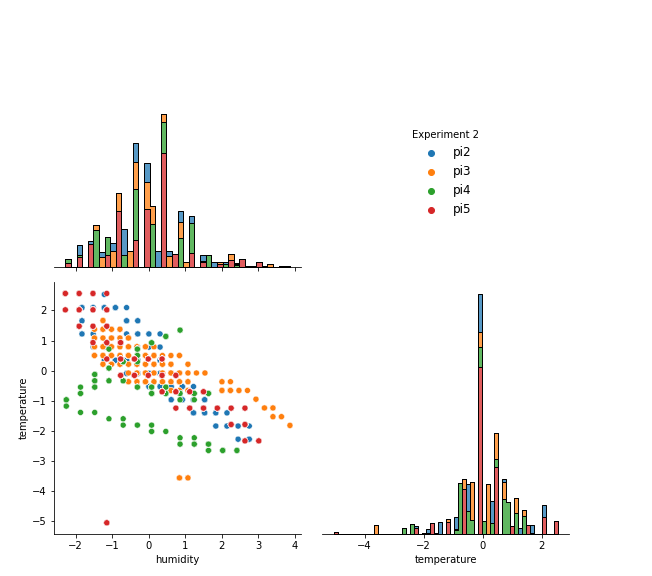 Experiment 2
pi2
pi3
pi4
pi5
temperature
2
1
0
−1
−2
−3
−4
−5
−2 −1 0 1 2 3 4
humidity
−4 −2 0 2
temperature